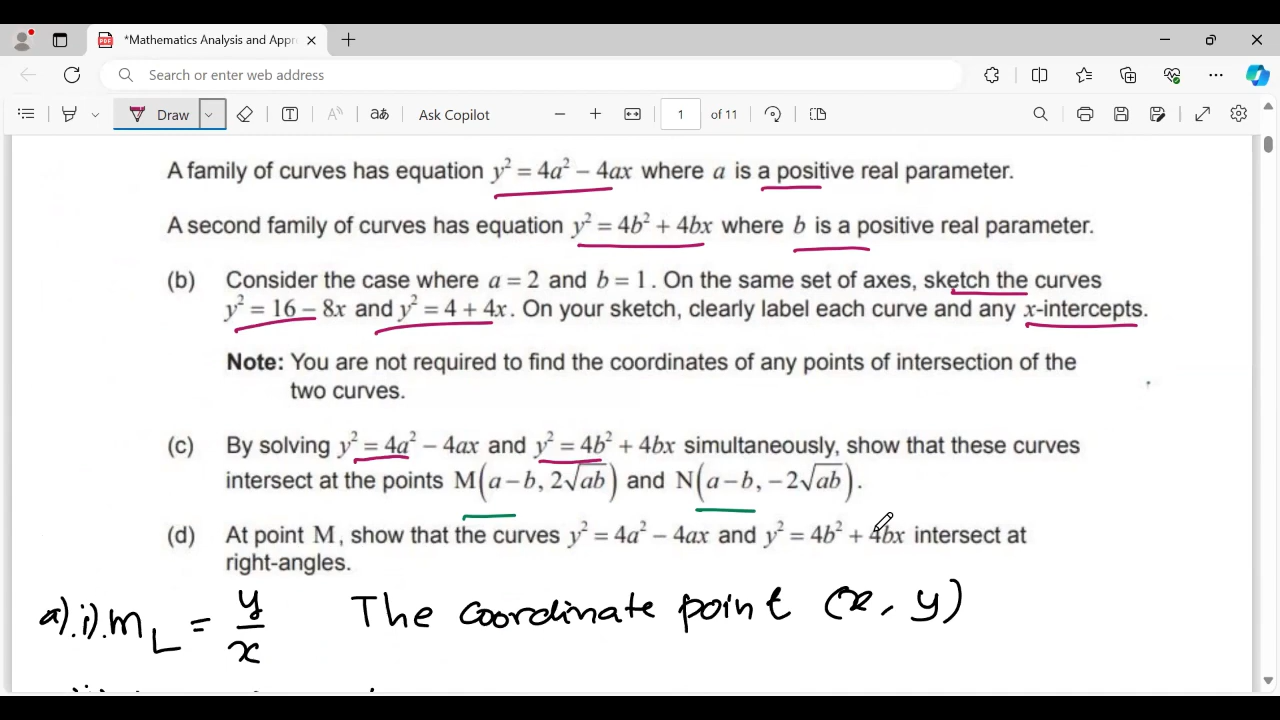 *Mathematics Analysis and Appr
Search or enter web address
Draw
aあ
Ask Copilot
1 of 11
A family of curves has equation y² = 4a² − 4ax where a is a positive real parameter.
A second family of curves has equation y² = 4b² + 4bx where b is a positive real parameter.
(b) Consider the case where a = 2 and b = 1. On the same set of axes, sketch the curves
y² = 16 − 8x and y² = 4 + 4x. On your sketch, clearly label each curve and any x-intercepts.
Note: You are not required to find the coordinates of any points of intersection of the
two curves.
(c) By solving y² = 4a² − 4ax and y² = 4b² + 4bx simultaneously, show that these curves
intersect at the points M(a−b, 2√ab) and N(a−b, −2√ab).
(d) At point M, show that the curves y² = 4a² − 4ax and y² = 4b² + 4bx intersect at
right-angles.
a).i).m_L = y/x The coordinate point (x, y)